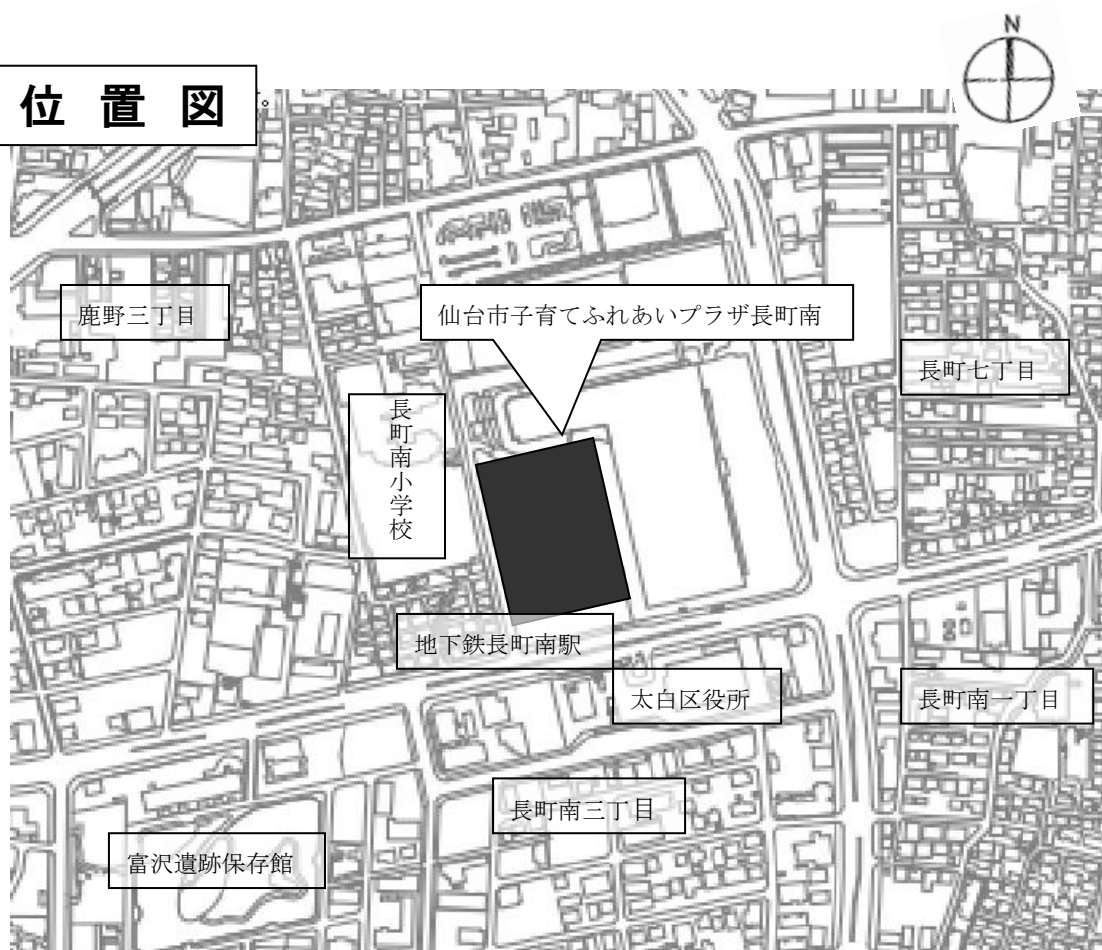 N
位置図
鹿野三丁目
仙台市子育てふれあいプラザ長町南
長町七丁目
長町南小学校
地下鉄長町南駅
太白区役所
長町南一丁目
長町南三丁目
富沢遺跡保存館